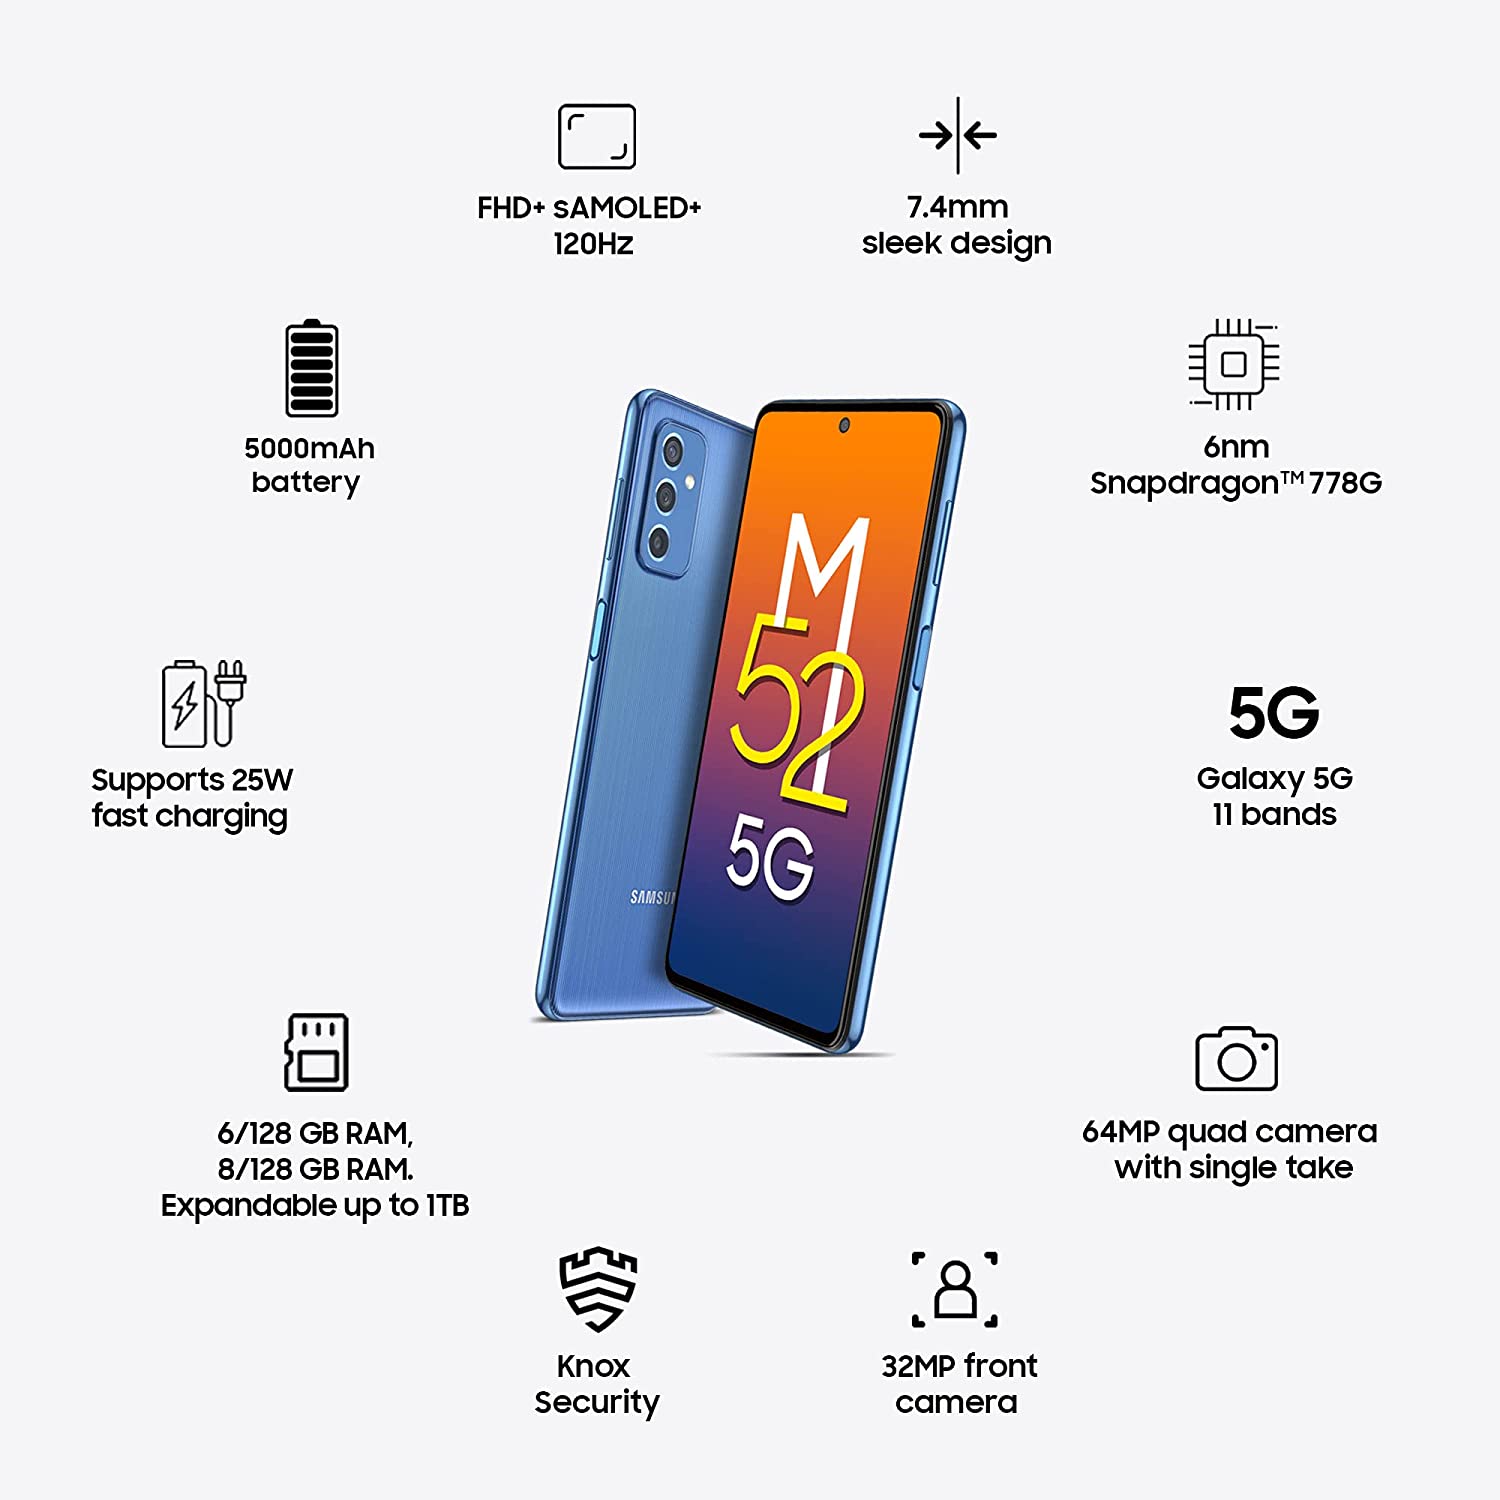 FHD+ sAMOLED+
120Hz
7.4mm
sleek design
5000mAh
battery
6nm
Snapdragon™ 778G
M
52
5G
Supports 25W
fast charging
5G
Galaxy 5G
11 bands
SAMSU
6/128 GB RAM,
8/128 GB RAM.
Expandable up to 1TB
64MP quad camera
with single take
Knox
Security
32MP front
camera